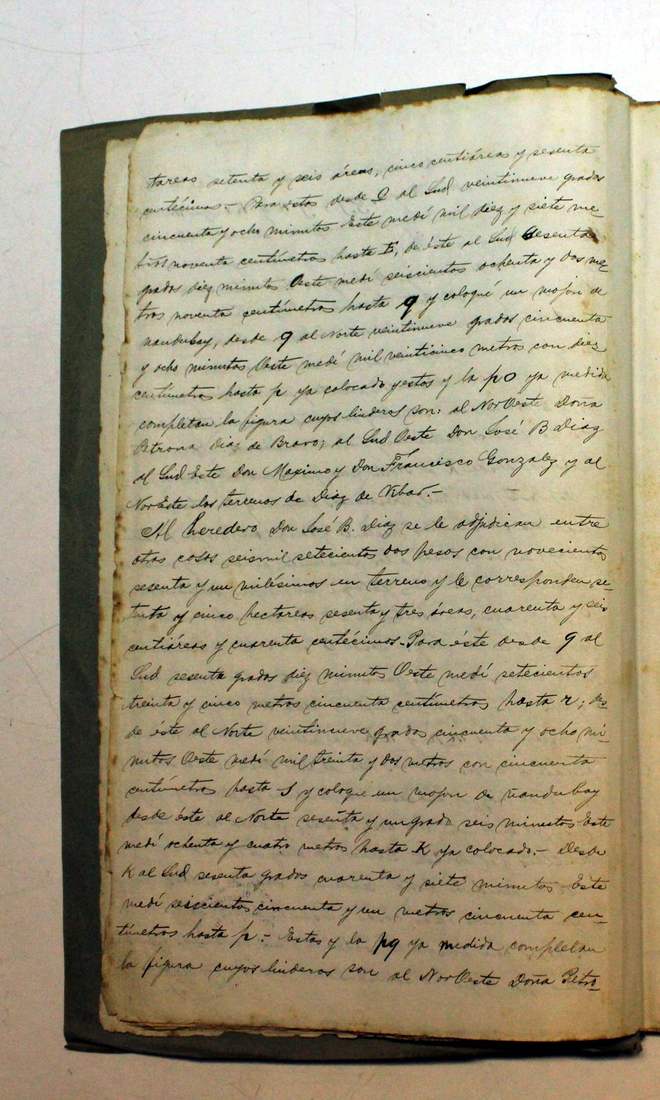 tareas setenta y seis áreas, cinco centiáreas y sesenta
centécimos.- Para éstas desde Q al Sud veintinueve grados
cincuenta y ocho minutos Este medí mil diez y siete me-
tros noventa centímetros hasta E, de éste al Sud sesenta
grados diez minutos Oeste medí seiscientos ochenta y dos me-
tros noventa centímetros hasta q y coloqué un mojon de
ñandubay, desde q al Norte veintinueve grados cincuenta
y ocho minutos Oeste medí mil veinticinco metros con diez
centímetros hasta p ya colocado y estos y la po ya medida
completan la figura cuyos linderos son: al NorOeste Doña
Petrona Diaz de Bravo; al Sud Oeste Don José B Diaz
al Sud Este Don Maximo y Don Francisco Gonzalez y al
NorEste los terrenos de Diaz de Vibar.-
Al heredero Don José B. Diaz se le adjudican entre
otras cosas seismil setecientos dos pesos con novecientos
sesenta y un milésimos en terreno y le corresponden se-
tenta y cinco hectareas sesenta y tres áreas, cuarenta y seis
centiáreas y cuarenta centécimos.-Para éste desde q al
Sud sesenta grados diez minutos Oeste medí setecientos
treinta y cinco metros cincuenta centímetros hasta r; des-
de éste al Norte veintinueve grados cincuenta y ocho mi-
nutos Oeste medí mil treinta y dos metros con cincuenta
centímetros hasta s y coloqué un mojon de ñandubay
desde éste al Norte sesenta y un grado seis minutos Este
medí ochenta y cuatro metros hasta K ya colocado.- Desde
K al Sud sesenta grados cuarenta y siete minutos Este
medí seiscientos cincuenta y un metros cincuenta cen-
tímetros hasta p.- Estas y la pq ya medida completan
la figura cuyos linderos son al NorOeste Doña Petro-